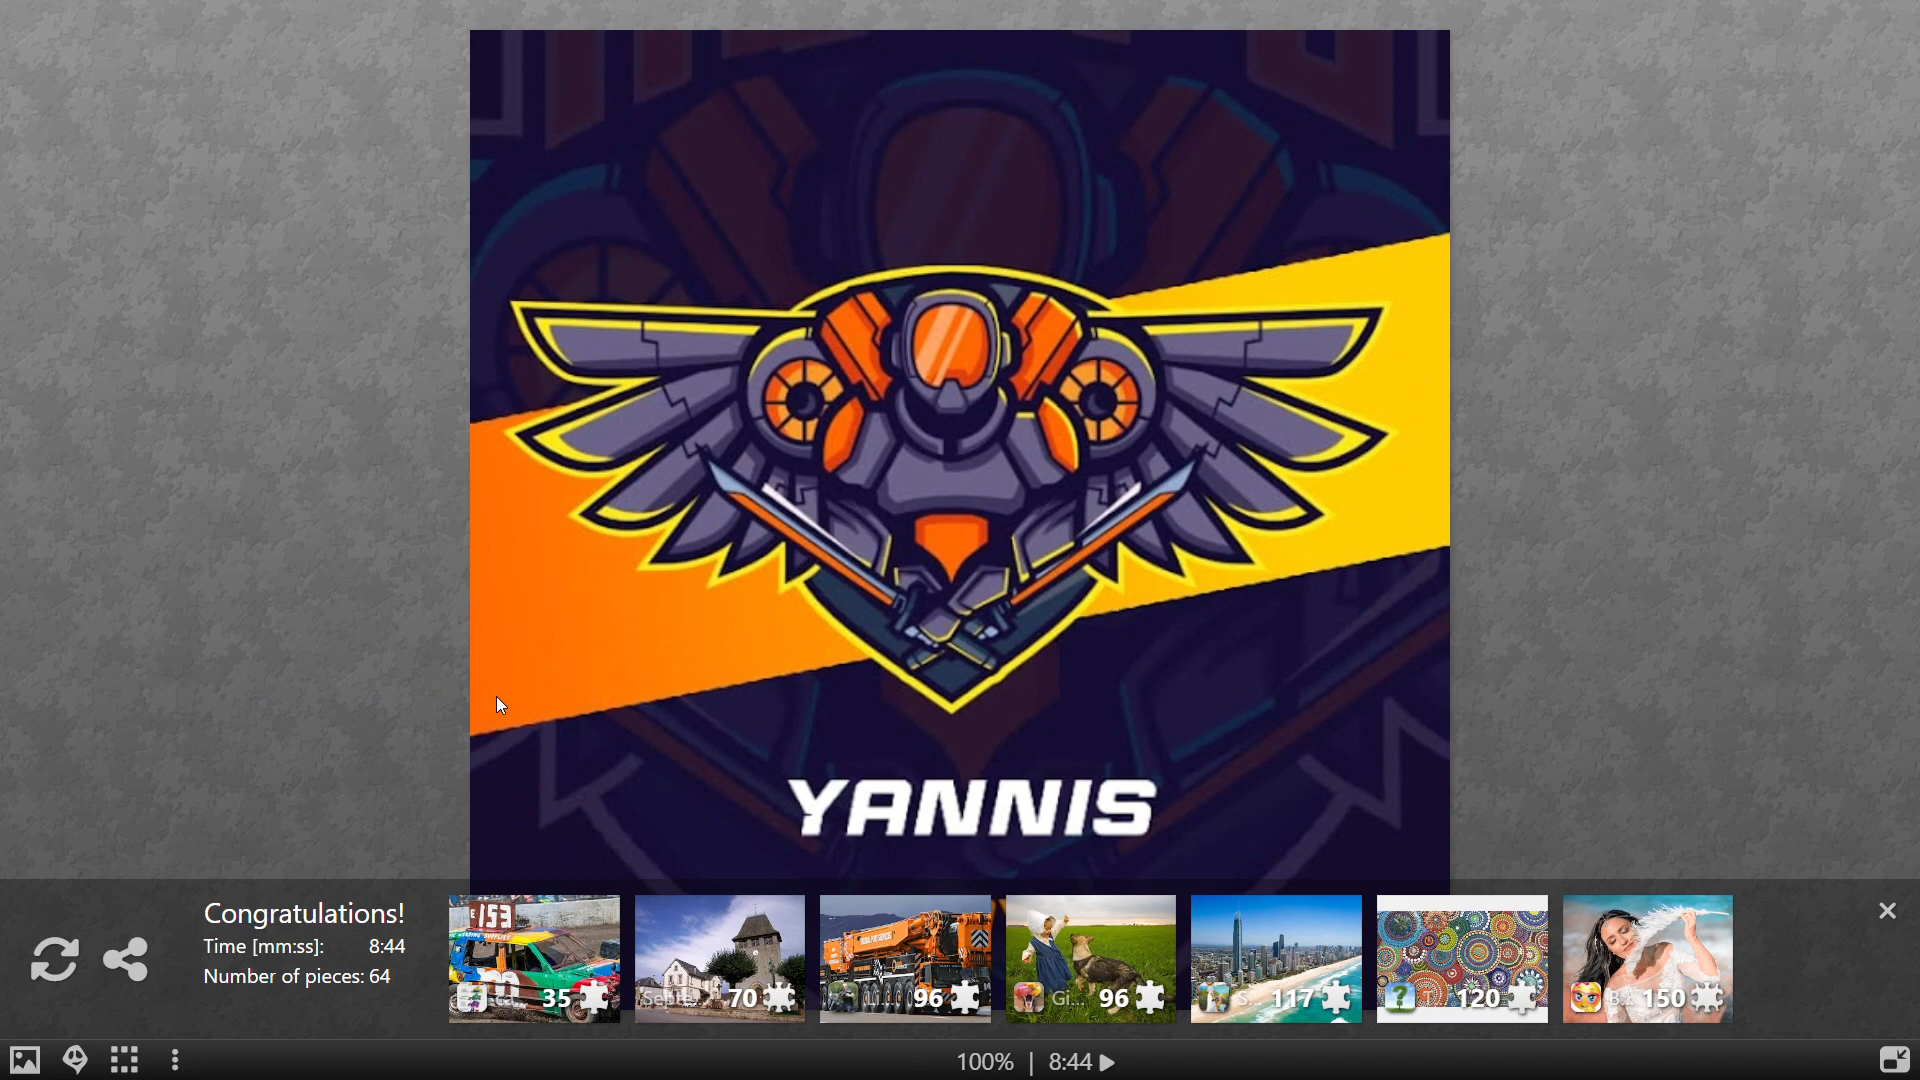 YANNIS
Congratulations!
Time [mm:ss]: 8:44
Number of pieces: 64
153
35
70
96
Gi... 96
S... 117
T... 120
B... 150
100% | 8:44